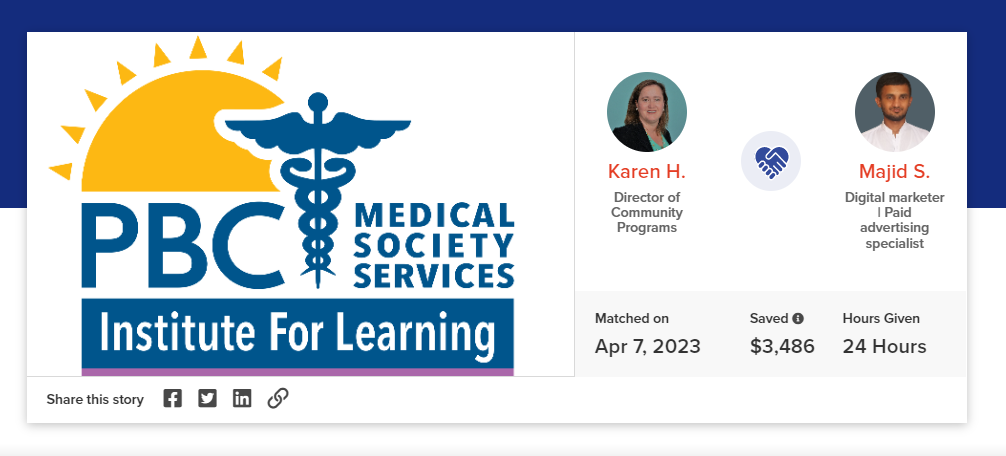 PBC
MEDICAL
SOCIETY
SERVICES
Institute For Learning
Karen H.
Director of
Community
Programs
Majid S.
Digital marketer
| Paid
advertising
specialist
Matched on
Apr 7, 2023
Saved
$3,486
Hours Given
24 Hours
Share this story